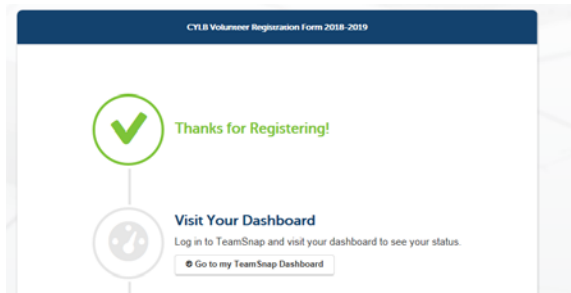 CYLB Volunteer Registration Form 2018-2019
Thanks for Registering!
Visit Your Dashboard
Log in to TeamSnap and visit your dashboard to see your status.
Go to my TeamSnap Dashboard